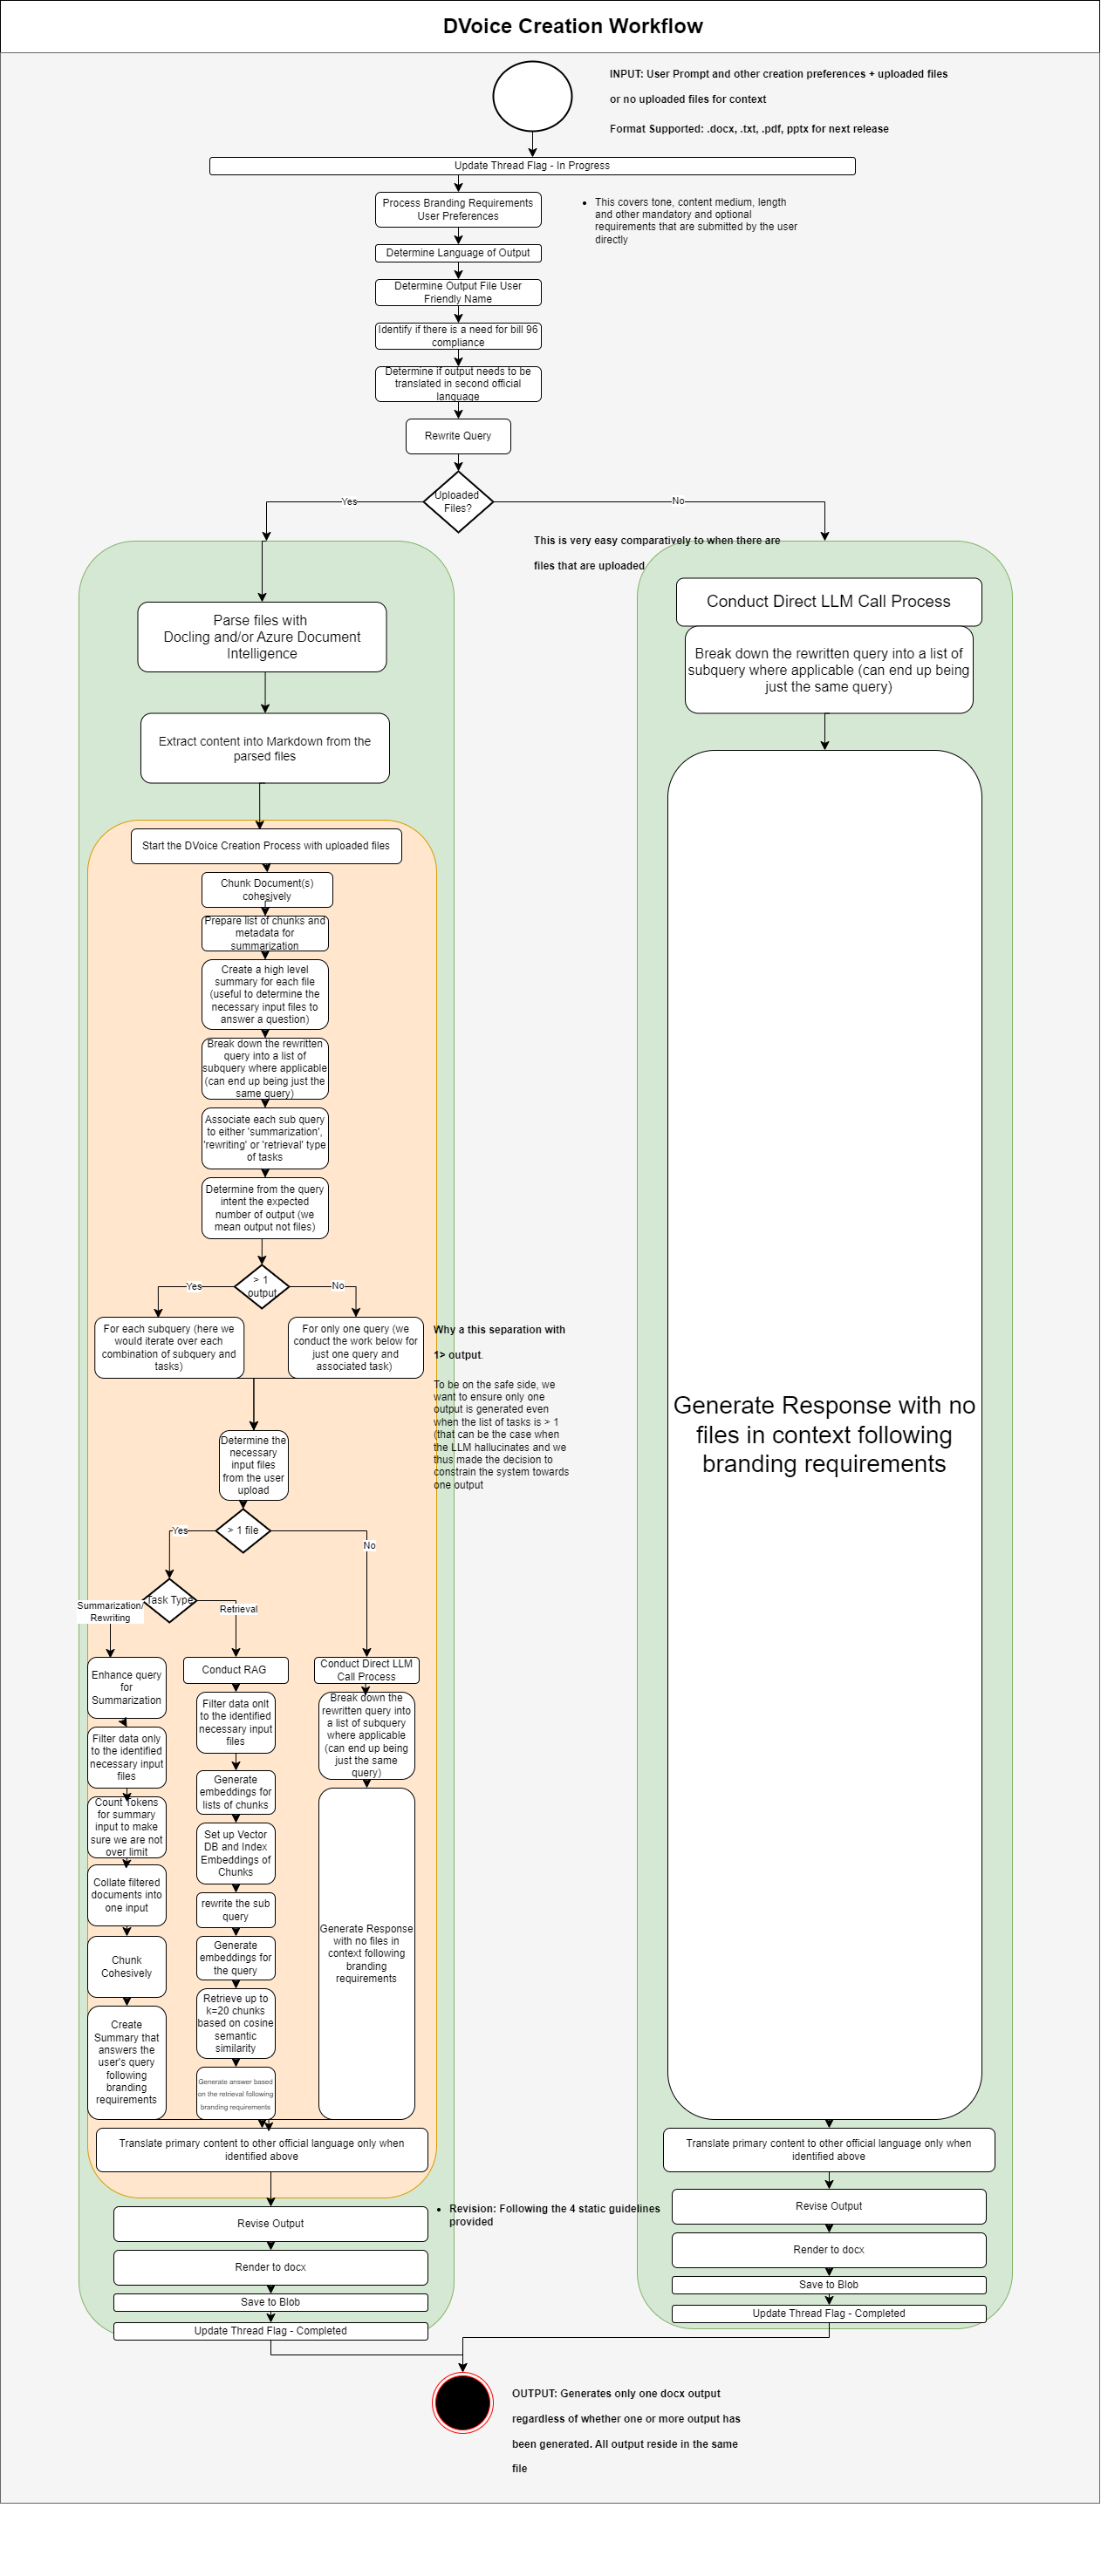 DVoice Creation Workflow
INPUT: User Prompt and other creation preferences + uploaded files
or no uploaded files for context
Format Supported: .docx, .txt, .pdf, pptx for next release
Update Thread Flag - In Progress
Process Branding Requirements
User Preferences
• This covers tone, content medium, length
and other mandatory and optional
requirements that are submitted by the user
directly
Determine Language of Output
Determine Output File User
Friendly Name
Identify if there is a need for bill 96
compliance
Determine if output needs to be
translated in second official
language
Rewrite Query
Uploaded
Files?
Yes
No
This is very easy comparatively to when there are
files that are uploaded
Parse files with
Docling and/or Azure Document
Intelligence
Extract content into Markdown from the
parsed files
Start the DVoice Creation Process with uploaded files
Chunk Document(s)
cohesively
Prepare list of chunks and
metadata for
summarization
Create a high level
summary for each file
(useful to determine the
necessary input files to
answer a question)
Break down the rewritten
query into a list of
subquery where applicable
(can end up being just the
same query)
Associate each sub query
to either 'summarization',
'rewriting' or 'retrieval' type
of tasks
Determine from the query
intent the expected
number of output (we
mean output not files)
> 1
output
Yes
No
For each subquery (here we
would iterate over each
combination of subquery and
tasks)
For only one query (we
conduct the work below for
just one query and
associated task)
Why a this separation with
1> output.
To be on the safe side, we
want to ensure only one
output is generated even
when the list of tasks is > 1
(that can be the case when
the LLM hallucinates and we
thus made the decision to
constrain the system towards
one output
Determine the
necessary
input files
from the user
upload
> 1 file
Yes
No
Task Type
Summarization/
Rewriting
Retrieval
Enhance query
for
Summarization
Filter data only
to the identified
necessary input
files
Count Tokens
for summary
input to make
sure we are not
over limit
Collate filtered
documents into
one input
Chunk
Cohesively
Create
Summary that
answers the
user's query
following
branding
requirements
Conduct RAG
Filter data onlt
to the identified
necessary input
files
Generate
embeddings for
lists of chunks
Set up Vector
DB and Index
Embeddings of
Chunks
rewrite the sub
query
Generate
embeddings for
the query
Retrieve up to
k=20 chunks
based on cosine
semantic
similarity
Generate answer based
on the retrieval following
branding requirements
Conduct Direct LLM
Call Process
Break down the
rewritten query into
a list of subquery
where applicable
(can end up being
just the same
query)
Generate Response
with no files in
context following
branding
requirements
Translate primary content to other official language only when
identified above
Revise Output
• Revision: Following the 4 static guidelines
provided
Render to docx
Save to Blob
Update Thread Flag - Completed
Conduct Direct LLM Call Process
Break down the rewritten query into a list of
subquery where applicable (can end up being
just the same query)
Generate Response with no
files in context following
branding requirements
Translate primary content to other official language only when
identified above
Revise Output
Render to docx
Save to Blob
Update Thread Flag - Completed
OUTPUT: Generates only one docx output
regardless of whether one or more output has
been generated. All output reside in the same
file